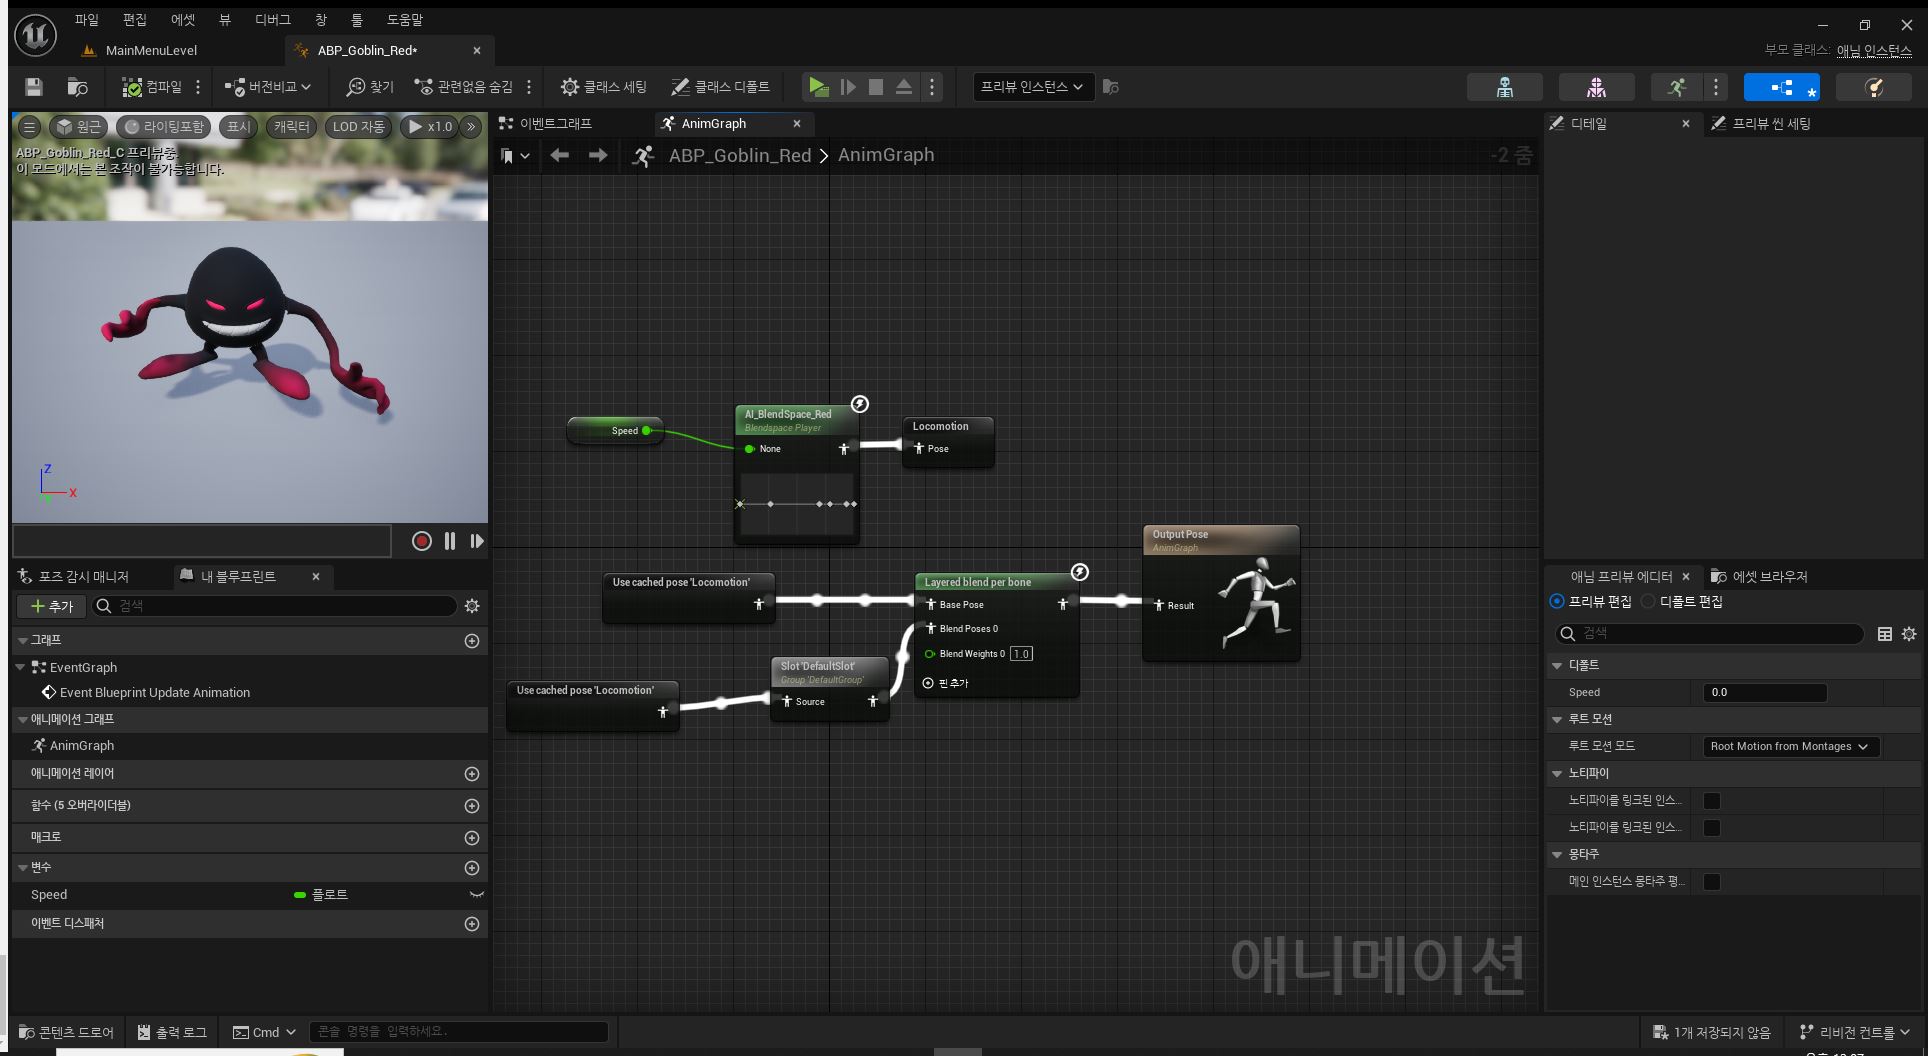 파일 편집 에셋 뷰 디버그 창 툴 도움말
MainMenuLevel
ABP_Goblin_Red*
부모 클래스: 애님 인스턴스
컴파일 버전비교 찾기 관련없음 숨김 클래스 세팅 클래스 디폴트 프리뷰 인스턴스
원근 라이팅포함 표시 캐릭터 LOD 자동 x1.0
ABP_Goblin_Red_C 프리뷰중.
이 모드에서는 본 조작이 불가능합니다.
Z
X
포즈 감시 매니저 내 블루프린트
추가 검색
그래프
EventGraph
Event Blueprint Update Animation
애니메이션 그래프
AnimGraph
애니메이션 레이어
함수 (5 오버라이더블)
매크로
변수
Speed 플로트
이벤트 디스패처
이벤트그래프 AnimGraph
ABP_Goblin_Red AnimGraph
-2 줌
Speed
AI_BlendSpace_Red
Blendspace Player
None
Locomotion
Pose
Use cached pose 'Locomotion'
Layered blend per bone
Base Pose
Blend Poses 0
Blend Weights 0 1.0
핀 추가
Output Pose
AnimGraph
Result
Use cached pose 'Locomotion'
Slot 'DefaultSlot'
Group 'DefaultGroup'
Source
애니메이션
디테일 프리뷰 씬 세팅
애님 프리뷰 에디터 에셋 브라우저
프리뷰 편집 디폴트 편집
검색
디폴트
Speed 0.0
루트 모션
루트 모션 모드 Root Motion from Montages
노티파이
노티파이를 링크된 인스...
노티파이를 링크된 인스...
몽타주
메인 인스턴스 몽타주 평...
콘텐츠 드로어 출력 로그 Cmd 콘솔 명령을 입력하세요.
1개 저장되지 않음 리비전 컨트롤